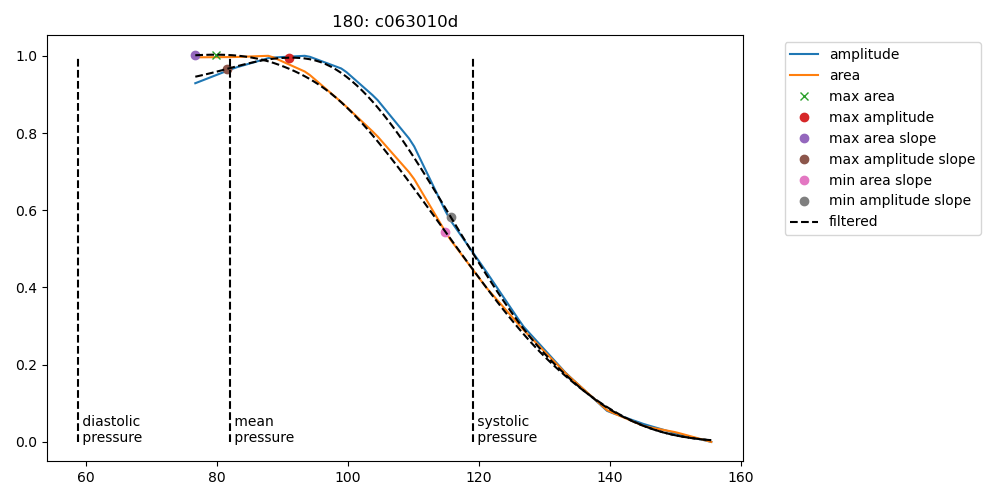 180: c063010d
amplitude
area
max area
max amplitude
max area slope
max amplitude slope
min area slope
min amplitude slope
filtered
1.0
0.8
0.6
0.4
0.2
0.0
diastolic
pressure
mean
pressure
systolic
pressure
60
80
100
120
140
160